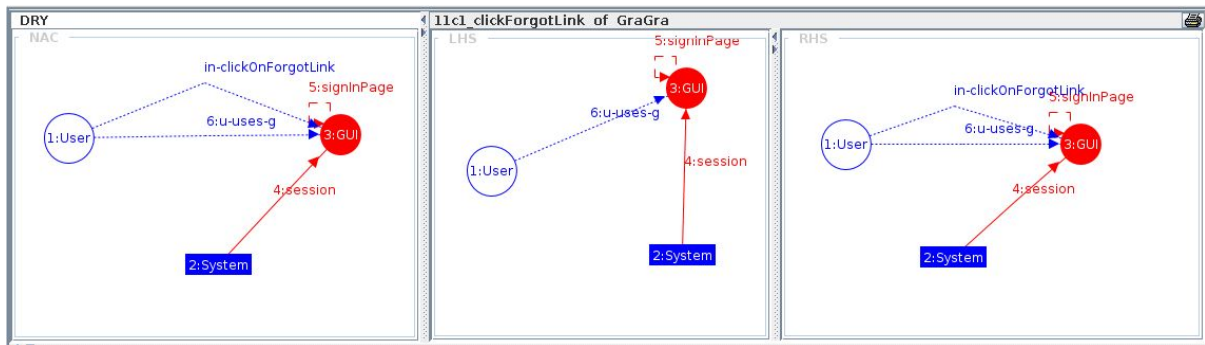 DRY
11c1_clickForgotLink of GraGra
NAC
in-clickOnForgotLink
5:signInPage
6:u-uses-g
1:User
3:GUI
4:session
2:System
LHS
5:signInPage
3:GUI
6:u-uses-g
1:User
4:session
2:System
RHS
in-clickOnForgotLink
5:signInPage
6:u-uses-g
1:User
3:GUI
4:session
2:System